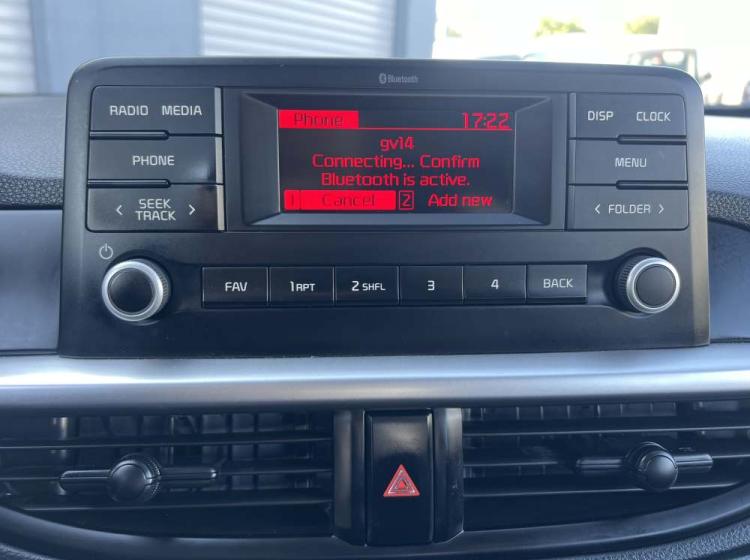 Bluetooth
RADIO MEDIA
PHONE
< SEEK TRACK >
Phone 17:22
gv14
Connecting... Confirm
Bluetooth is active.
1 Cancel 2 Add new
DISP CLOCK
MENU
< FOLDER >
FAV 1 RPT 2 SHFL 3 4 BACK